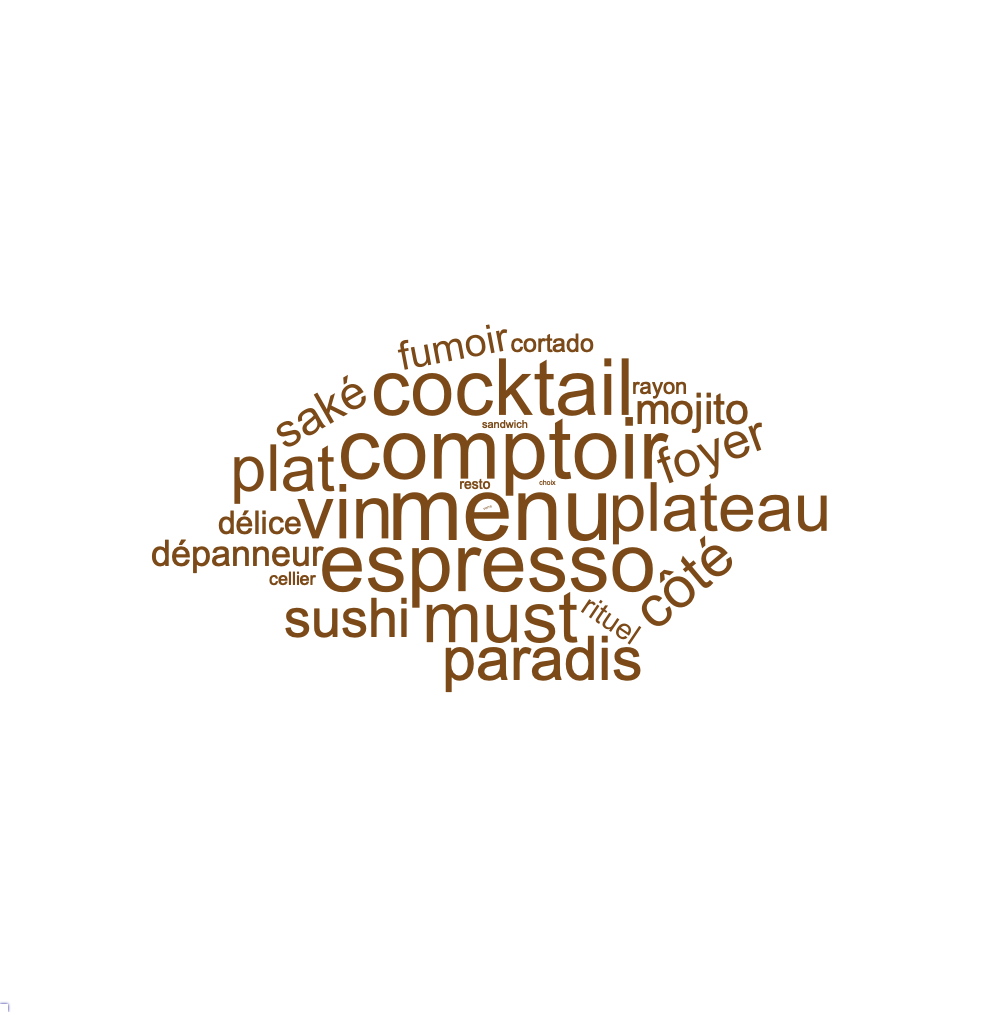 fumoir
cortado
cocktail
saké
rayon
mojito
sandwich
comptoir
foyer
plat
resto
choix
vin
menu
plateau
délice
dépanneur
espresso
cellier
côté
sushi
must
rituel
paradis